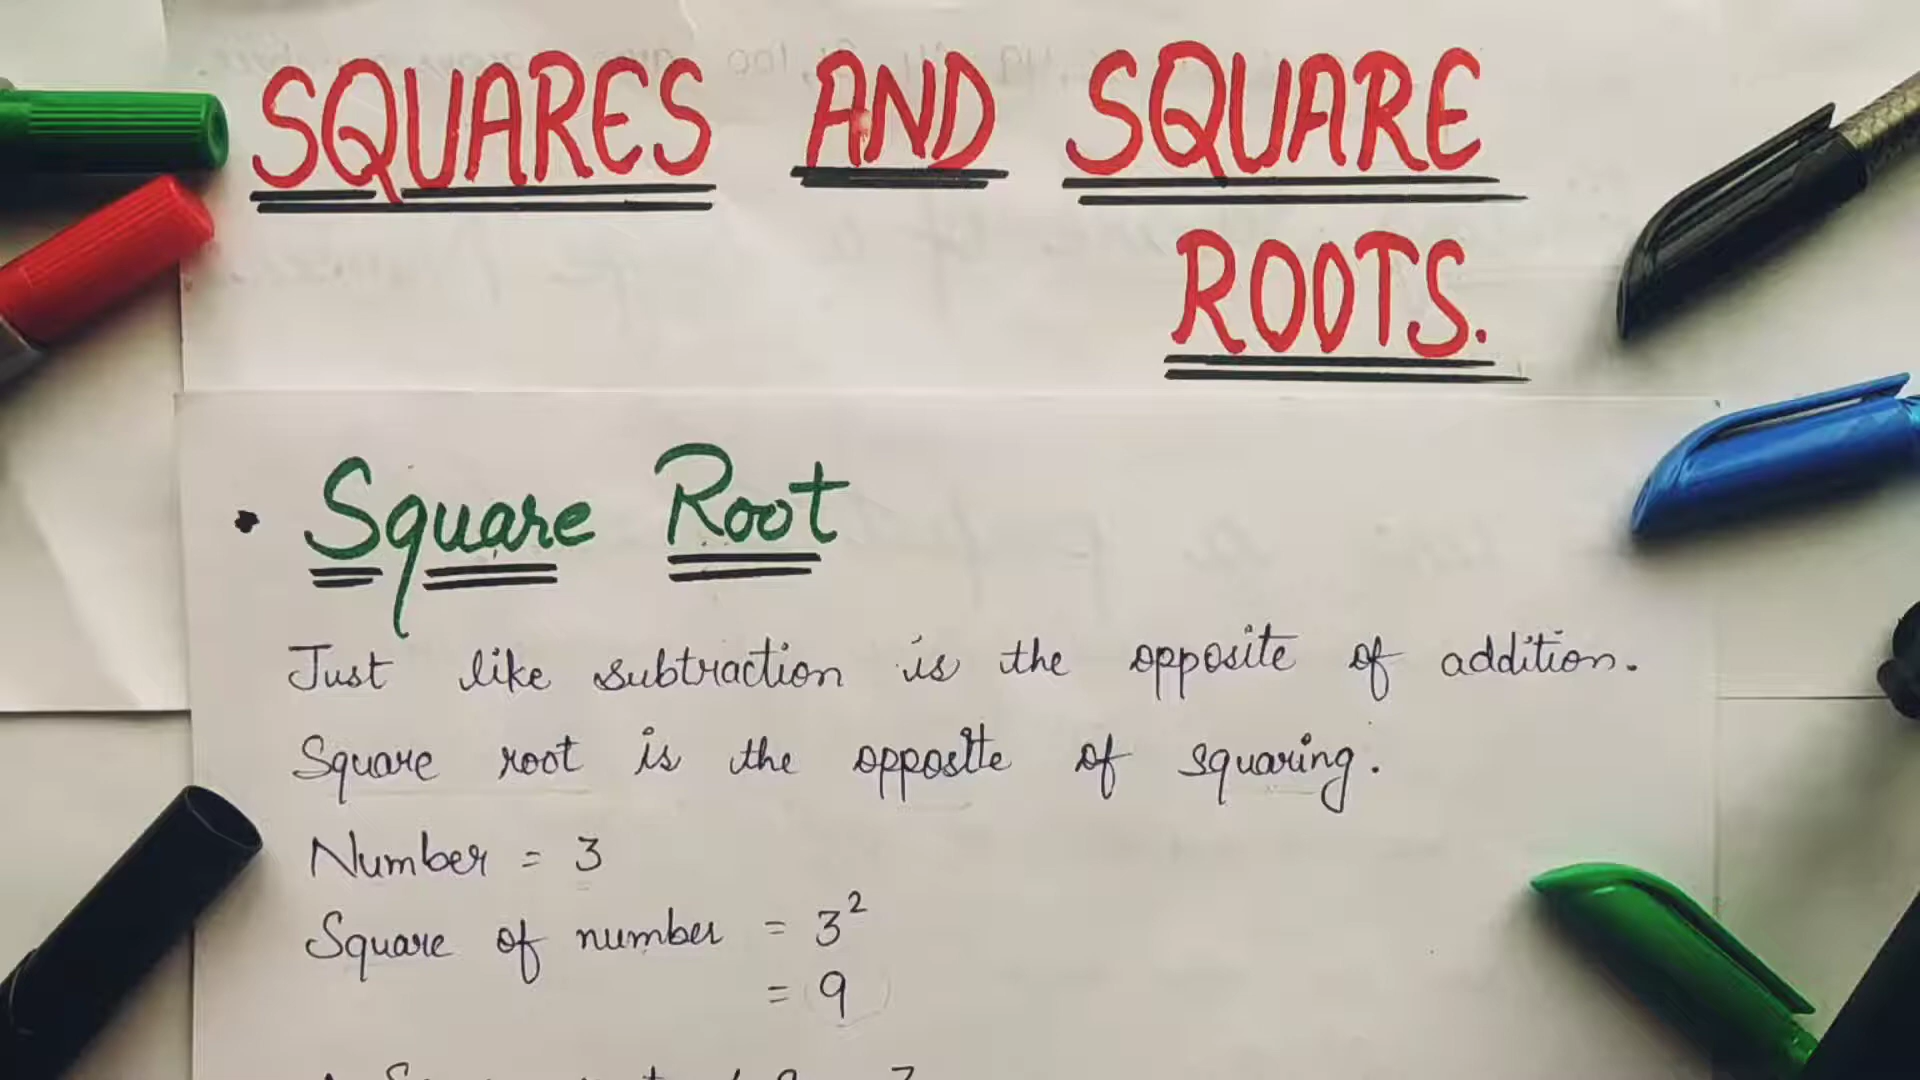 SQUARES AND SQUARE
ROOTS.
• Square Root
Just like subtraction is the opposite of addition.
Square root is the opposite of squaring.
Number = 3
Square of number = 3²
= 9